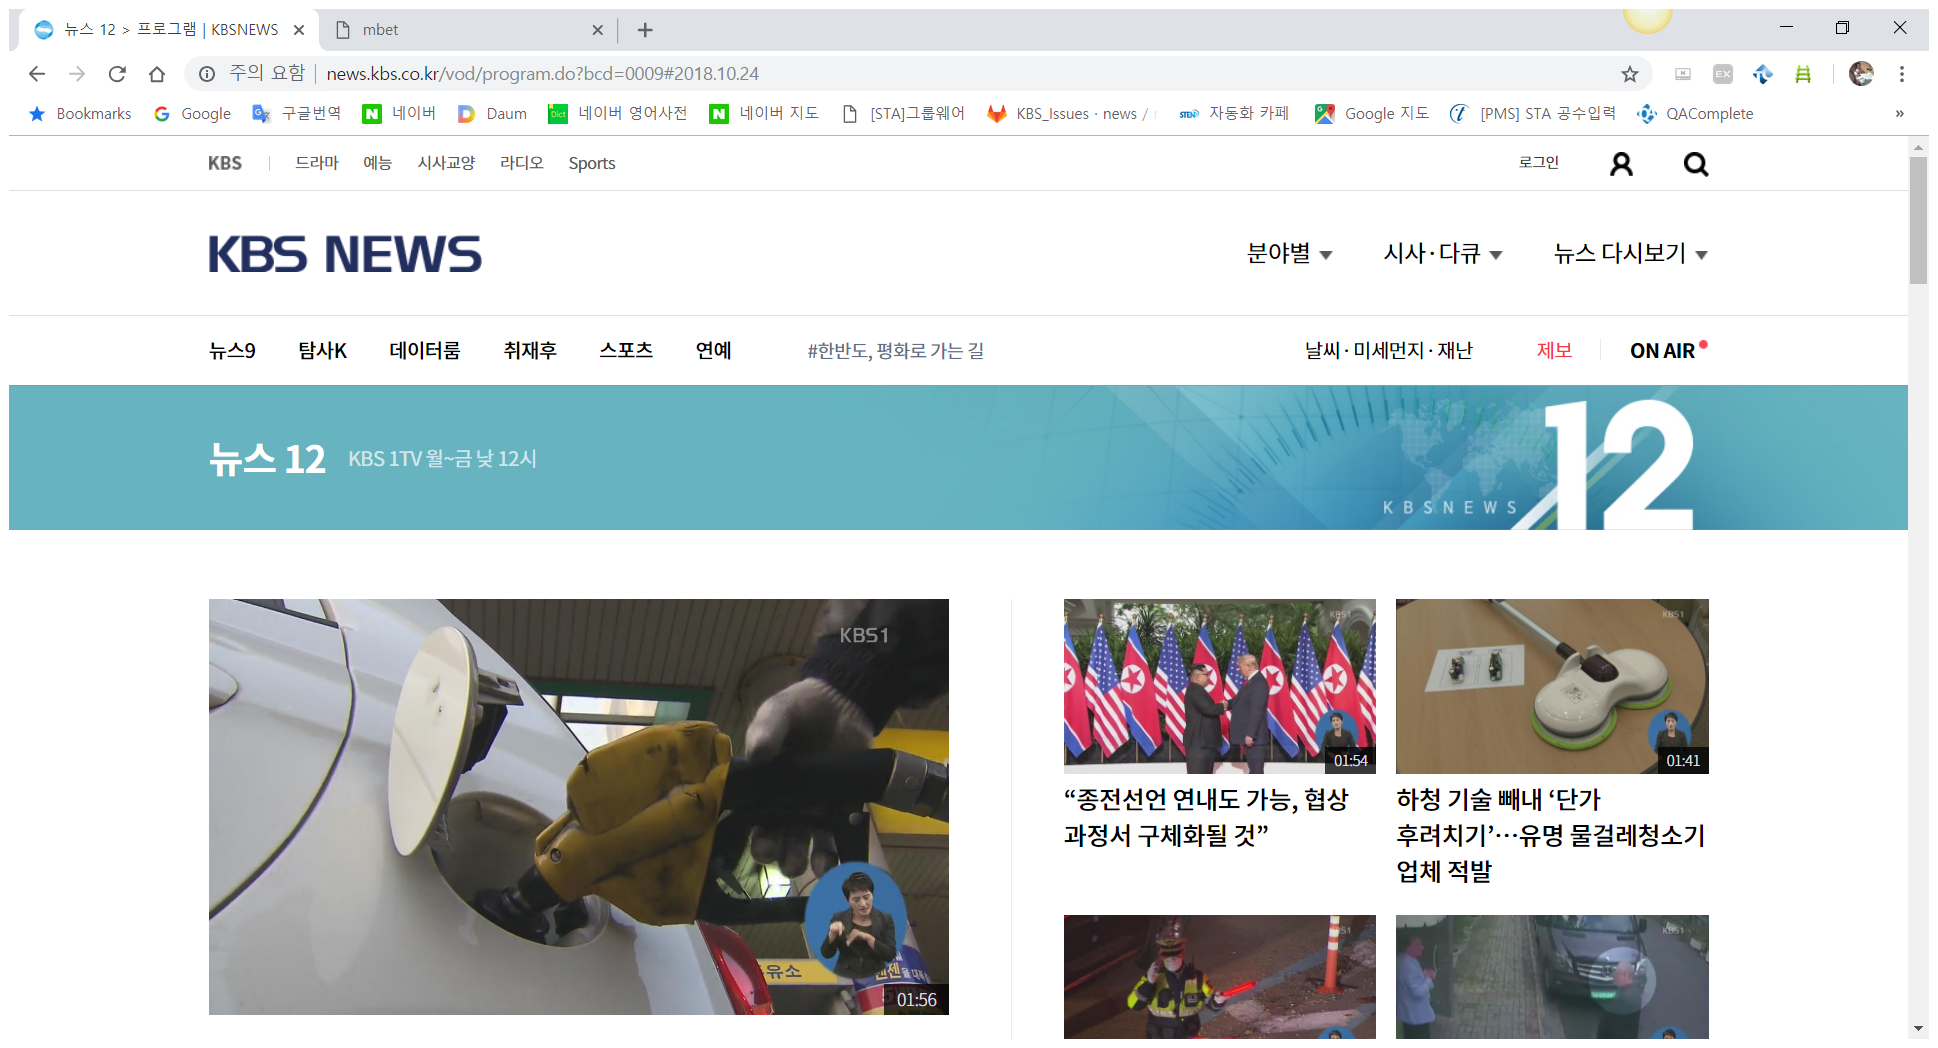 뉴스 12 > 프로그램 | KBSNEWS
mbet
주의 요함
news.kbs.co.kr/vod/program.do?bcd=0009#2018.10.24
EX
Bookmarks
Google
구글번역
네이버
Daum
Dict
네이버 영어사전
네이버 지도
[STA]그룹웨어
KBS_Issues · news /
STEN
자동화 카페
Google 지도
[PMS] STA 공수입력
QAComplete
»
KBS
드라마
예능
시사교양
라디오
Sports
로그인
KBS NEWS
분야별
시사·다큐
뉴스 다시보기
뉴스9
탐사K
데이터룸
취재후
스포츠
연예
#한반도, 평화로 가는 길
날씨·미세먼지·재난
제보
ON AIR
뉴스 12
KBS 1TV 월~금 낮 12시
KBSNEWS
12
KBS1
01:56
KBS1
01:54
“종전선언 연내도 가능, 협상
과정서 구체화될 것”
KBS1
01:41
하청 기술 빼내 ‘단가
후려치기’…유명 물걸레청소기
업체 적발
KBS1